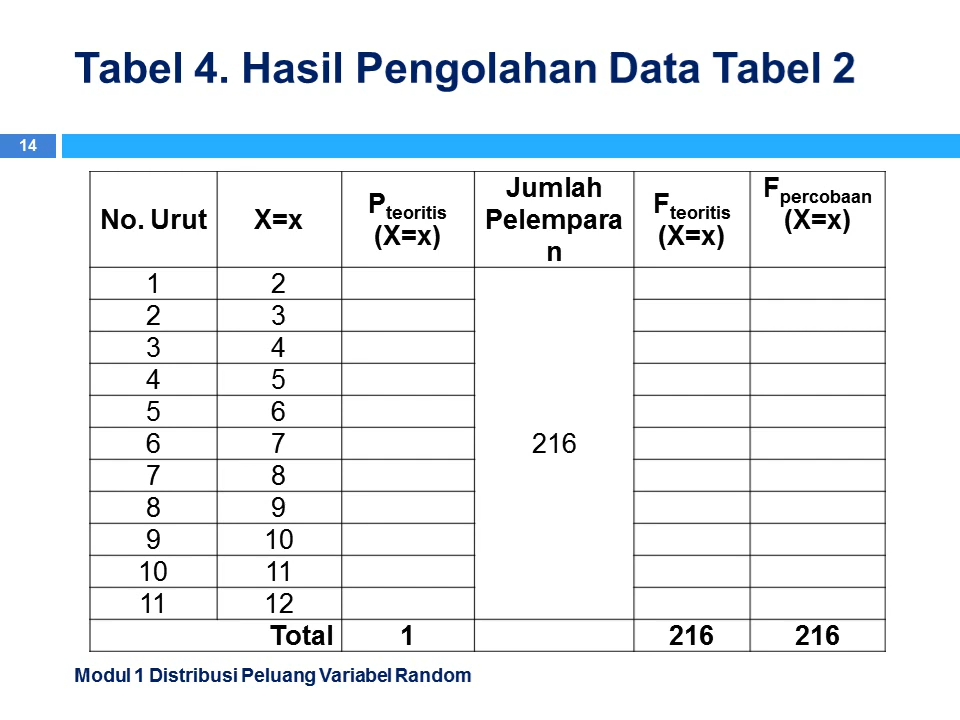 Tabel 4. Hasil Pengolahan Data Tabel 2
14
No. Urut X=x Pteoritis (X=x) Jumlah Pelempara n Fteoritis (X=x) Fpercobaan (X=x)
1 2
2 3
3 4
4 5
5 6
6 7 216
7 8
8 9
9 10
10 11
11 12
Total 1 216 216
Modul 1 Distribusi Peluang Variabel Random